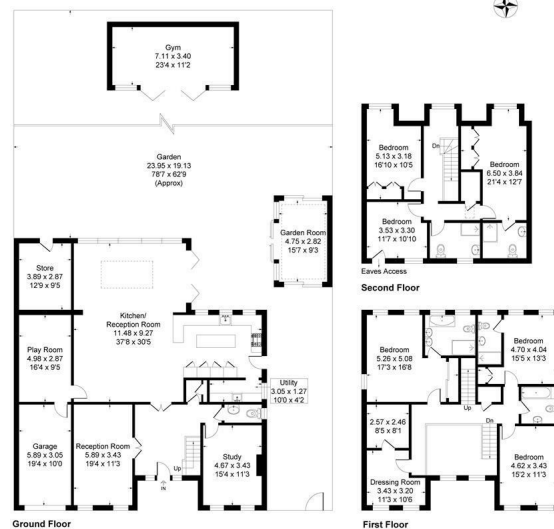 Gym
7.11 x 3.40
23'4 x 11'2
Garden
23.95 x 19.13
78'7 x 62'9
(Approx)
Garden Room
4.75 x 2.82
15'7 x 9'3
Store
3.89 x 2.87
12'9 x 9'5
Kitchen/
Reception Room
11.48 x 9.27
37'8 x 30'5
Play Room
4.98 x 2.87
16'4 x 9'5
Utility
3.05 x 1.27
10'0 x 4'2
Garage
5.89 x 3.05
19'4 x 10'0
Reception Room
5.89 x 3.43
19'4 x 11'3
Up
Study
4.67 x 3.43
15'4 x 11'3
IN
Ground Floor
Bedroom
5.13 x 3.18
16'10 x 10'5
Dn
Bedroom
6.50 x 3.84
21'4 x 12'7
Bedroom
3.53 x 3.30
11'7 x 10'10
Eaves Access
Second Floor
Bedroom
5.26 x 5.08
17'3 x 16'8
Bedroom
4.70 x 4.04
15'5 x 13'3
Up
2.57 x 2.46
8'5 x 8'1
Dn
Bedroom
4.62 x 3.43
15'2 x 11'3
Dressing Room
3.43 x 3.20
11'3 x 10'6
First Floor